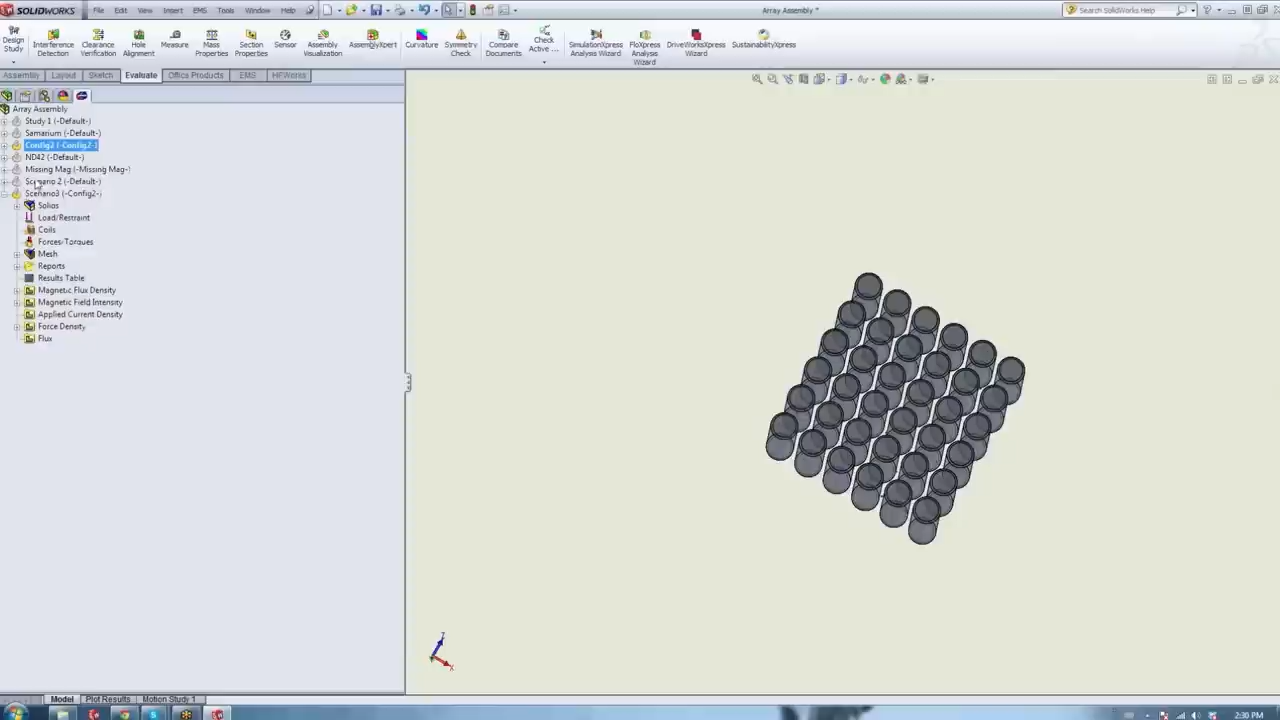 SOLIDWORKS File Edit View Insert EMS Tools Window Help Array Assembly * Search SolidWorks Help
Design Study
Interference Detection
Clearance Verification
Hole Alignment
Measure
Mass Properties
Section Properties
Sensor
Assembly Visualization
AssemblyXpert
Curvature
Symmetry Check
Compare Documents
Check Active ...
SimulationXpress Analysis Wizard
FloXpress Analysis Wizard
DriveWorksXpress Wizard
SustainabilityXpress
Assembly Layout Sketch Evaluate Office Products EMS HFWorks
Array Assembly
Study 1 (-Default-)
Samarium (-Default-)
Config2 (-Config2-)
ND42 (-Default-)
Missing Mag (-Missing Mag-)
Scenario 2 (-Default-)
Scenario3 (-Config2-)
Solids
Load/Restraint
Coils
Forces/Torques
Mesh
Reports
Results Table
Magnetic Flux Density
Magnetic Field Intensity
Applied Current Density
Force Density
Flux
Z
X
Model Plot Results Motion Study 1
2:30 PM